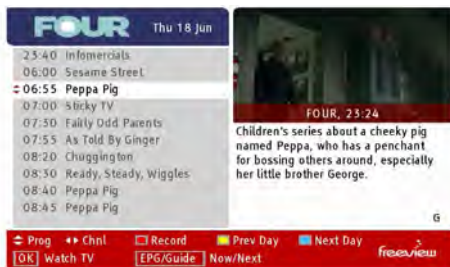 FOUR Thu 18 Jun
23:40 Infomercials
06:00 Sesame Street
06:55 Peppa Pig
07:00 Sticky TV
07:30 Fairly Odd Parents
07:55 As Told By Ginger
08:20 Chuggington
08:30 Ready, Steady, Wiggles
08:40 Peppa Pig
08:45 Peppa Pig
FOUR, 23:24
Children's series about a cheeky pig
named Peppa, who has a penchant
for bossing others around, especially
her little brother George.
G
Prog Chnl Record Prev Day Next Day
OK Watch TV EPG/Guide Now/Next
freeview